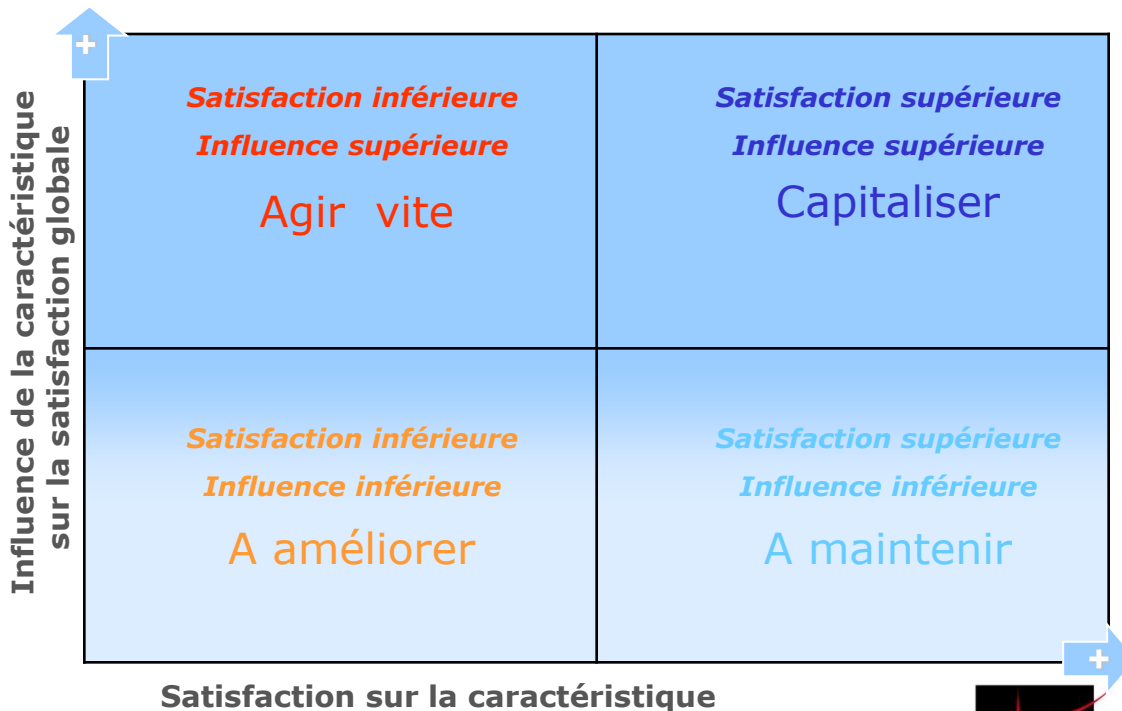 +
Influence de la caractéristique
sur la satisfaction globale
Satisfaction inférieure
Influence supérieure
Agir vite
Satisfaction supérieure
Influence supérieure
Capitaliser
Satisfaction inférieure
Influence inférieure
A améliorer
Satisfaction supérieure
Influence inférieure
A maintenir
+
Satisfaction sur la caractéristique